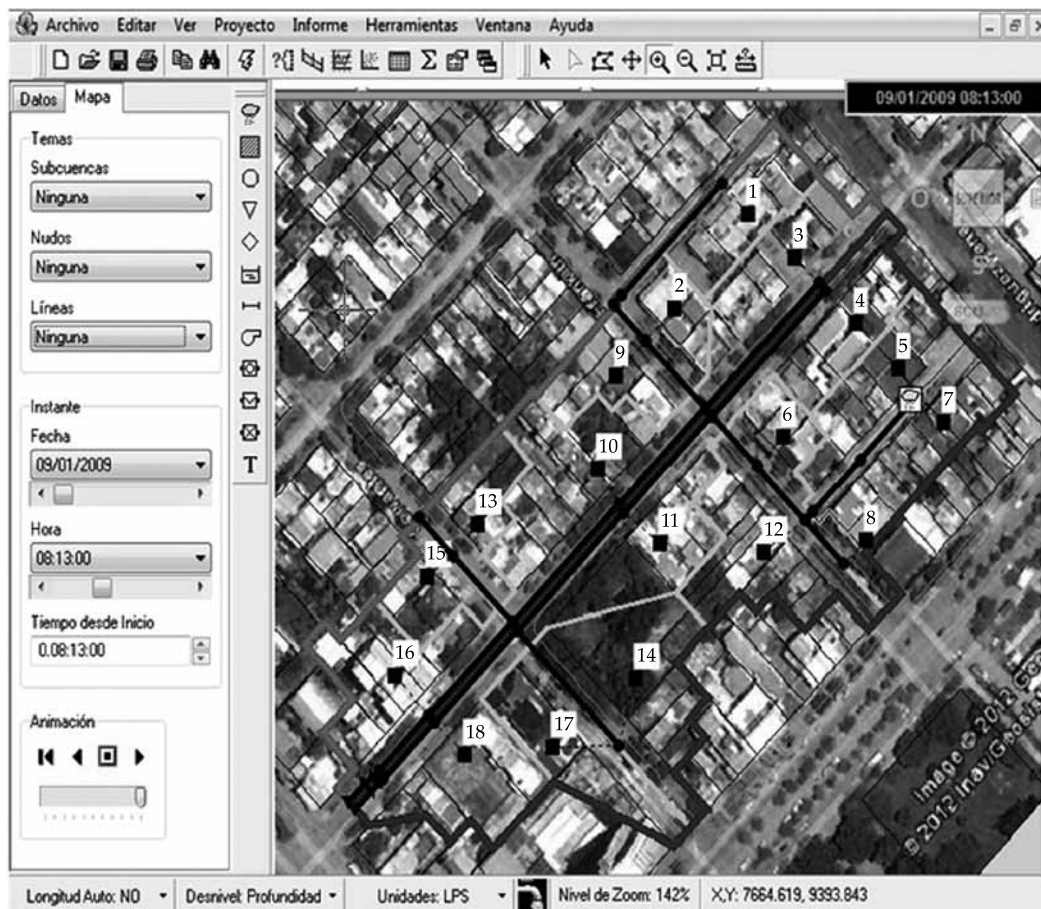 Archivo Editar Ver Proyecto Informe Herramientas Ventana Ayuda
09/01/2009 08:13:00
Datos Mapa
Temas
Subcuencas
Ninguna
Nudos
Ninguna
Líneas
Ninguna
Instante
Fecha
09/01/2009
Hora
08:13:00
Tiempo desde Inicio
0.08:13:00
Animación
T
N
O
SUPERIOR
S
1
3
2
4
5
9
7
6
10
13
11
12
8
15
16
14
18
17
Image © 2012
© 2012 Inav/Geosis
Longitud Auto: NO
Desnivel: Profundidad
Unidades: LPS
Nivel de Zoom: 142%
X,Y: 7664.619, 9393.843